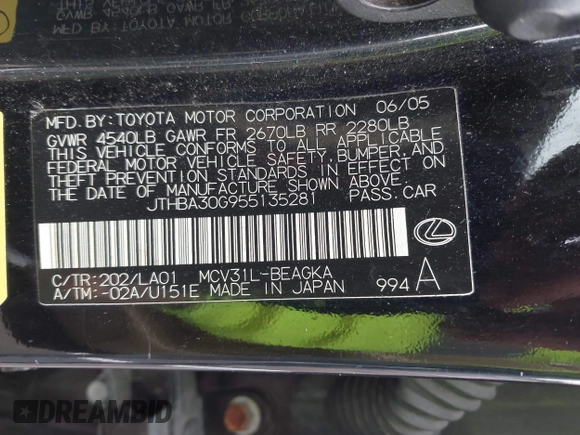 MFD. BY: TOYOTA MOTOR CORPORATION 06/05
GVWR 4540LB GAWR FR 2670LB RR 2280LB
THIS VEHICLE CONFORMS TO ALL APPLICABLE
FEDERAL MOTOR VEHICLE SAFETY, BUMPER, AND
THEFT PREVENTION STANDARDS IN EFFECT ON
THE DATE OF MANUFACTURE SHOWN ABOVE.
JTHBA30G955135281 PASS. CAR
C/TR: 202/LA01 MCV31L-BEAGKA
A/TM: -02A/U151E MADE IN JAPAN 994 A
DREAMBID